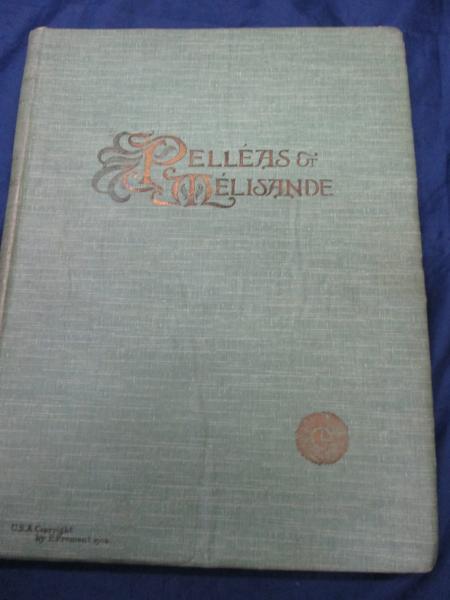 PELLÉAS &
MÉLISANDE
U.S.A Copyright
by E.Fromont 1902